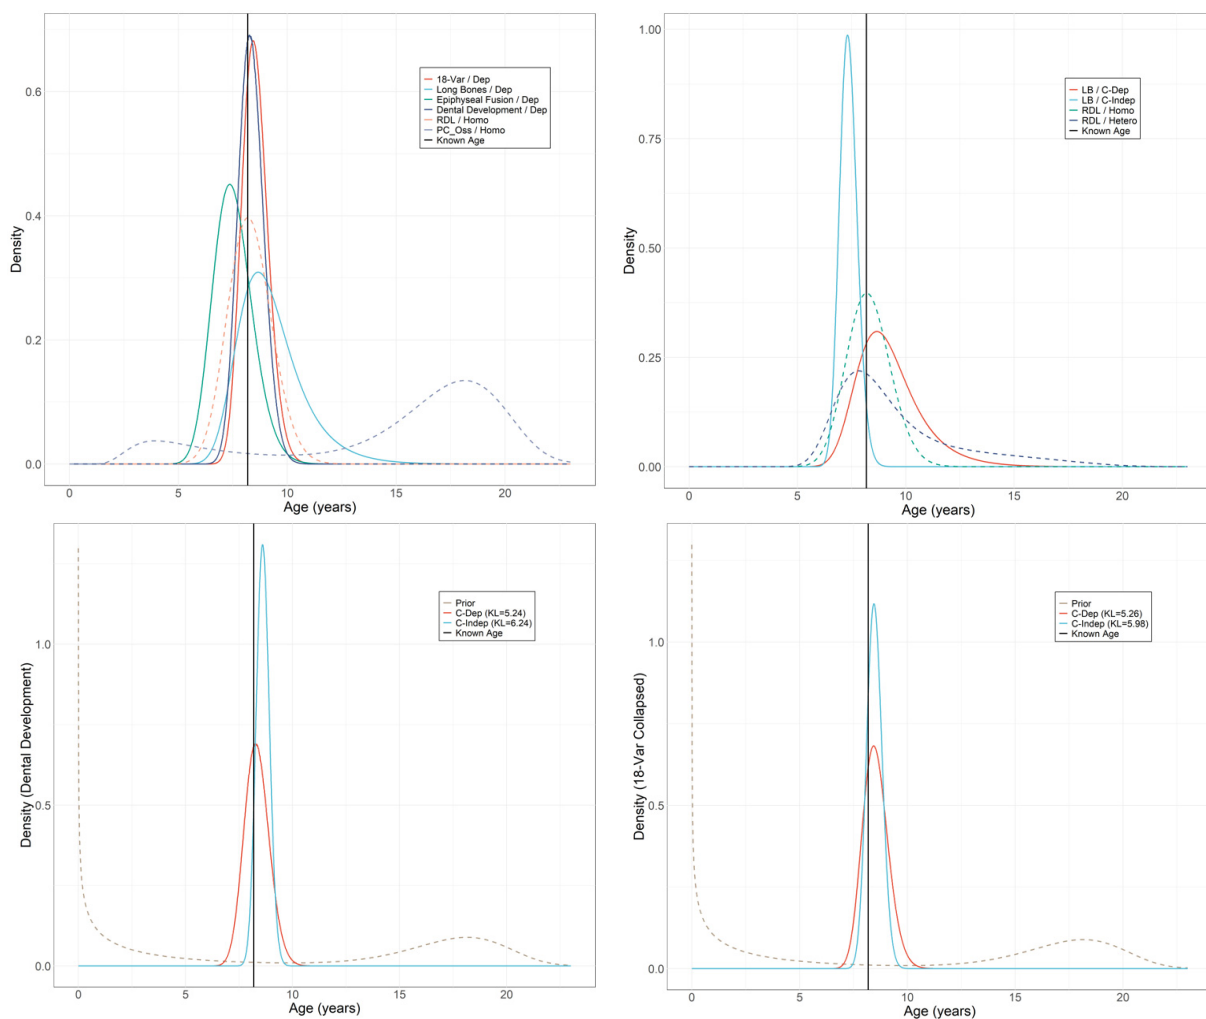 0.6
0.4
0.2
0.0
Density
0
5
10
15
20
Age (years)
18-Var / Dep
Long Bones / Dep
Epiphyseal Fusion / Dep
Dental Development / Dep
RDL / Homo
PC_Oss / Homo
Known Age
1.00
0.75
0.50
0.25
0.00
Density
0
5
10
15
20
Age (years)
LB / C-Dep
LB / C-Indep
RDL / Homo
RDL / Hetero
Known Age
1.0
0.5
0.0
Density (Dental Development)
0
5
10
15
20
Age (years)
Prior
C-Dep (KL=5.24)
C-Indep (KL=6.24)
Known Age
1.0
0.5
0.0
Density (18-Var Collapsed)
0
5
10
15
20
Age (years)
Prior
C-Dep (KL=5.26)
C-Indep (KL=5.98)
Known Age